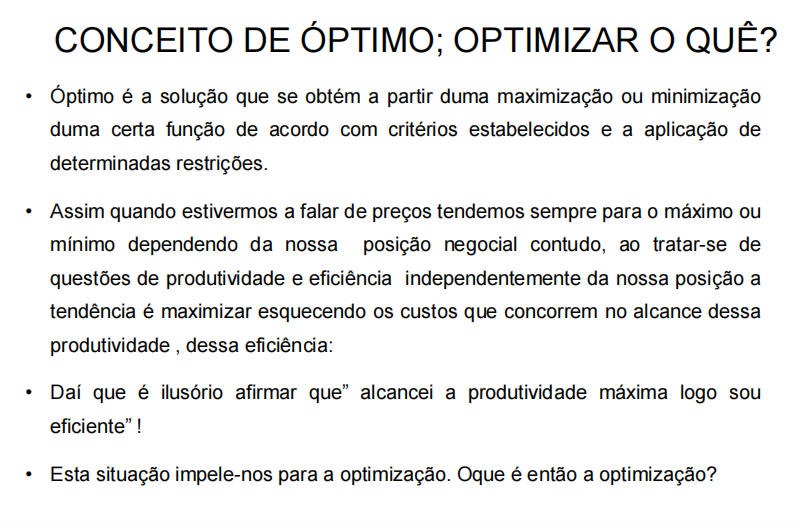 CONCEITO DE ÓPTIMO; OPTIMIZAR O QUÊ?
• Óptimo é a solução que se obtém a partir duma maximização ou minimização
duma certa função de acordo com critérios estabelecidos e a aplicação de
determinadas restrições.
• Assim quando estivermos a falar de preços tendemos sempre para o máximo ou
mínimo dependendo da nossa posição negocial contudo, ao tratar-se de
questões de produtividade e eficiência independentemente da nossa posição a
tendência é maximizar esquecendo os custos que concorrem no alcance dessa
produtividade , dessa eficiência:
• Daí que é ilusório afirmar que” alcancei a produtividade máxima logo sou
eficiente” !
• Esta situação impele-nos para a optimização. Oque é então a optimização?